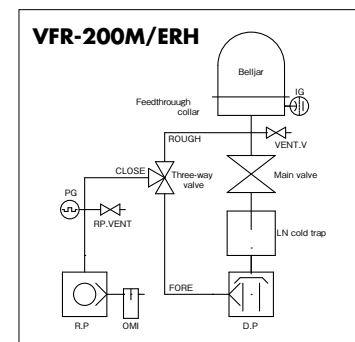 VFR-200M/ERH
Belljar
IG
Feedthrouugh
collar
ROUGH
VENT.V
CLOSE
Three-way
valve
Main valve
PG
RP.VENT
LN cold trap
FORE
R.P
OMI
D.P